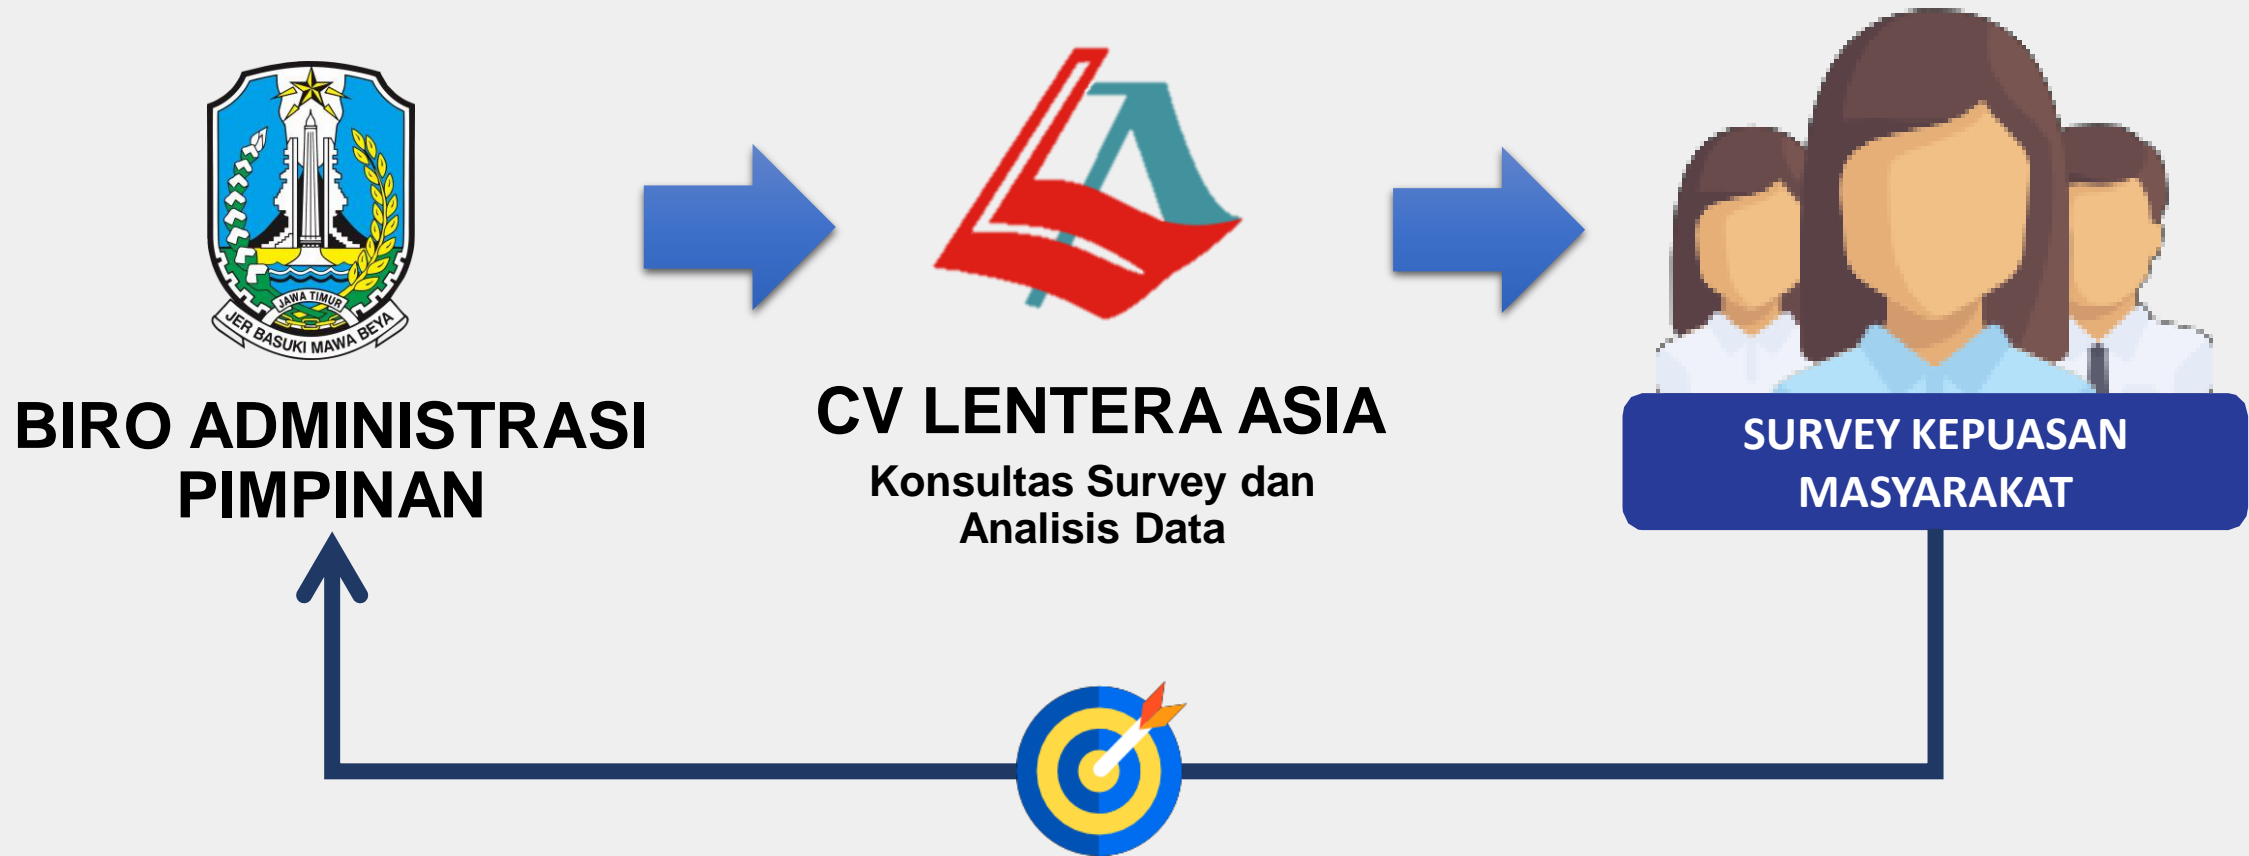 JAWA TIMUR
JER BASUKI MAWA BEYA
BIRO ADMINISTRASI
PIMPINAN
CV LENTERA ASIA
Konsultas Survey dan
Analisis Data
SURVEY KEPUASAN
MASYARAKAT